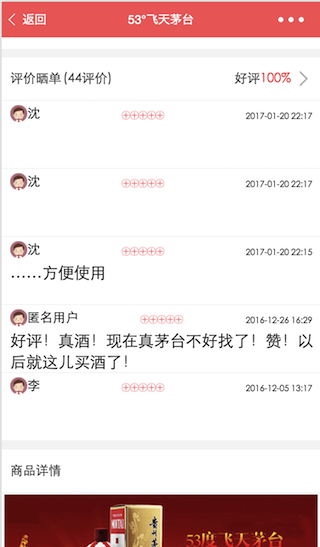 返回
53°飞天茅台
评价晒单 (44评价)
好评100%
沈
2017-01-20 22:17
沈
2017-01-20 22:17
沈
2017-01-20 22:15
……方便使用
匿名用户
2016-12-26 16:29
好评！真酒！现在真茅台不好找了！赞！以
后就这儿买酒了！
李
2016-12-05 13:17
商品详情
53度飞天茅台
贵州茅
MOUTAI